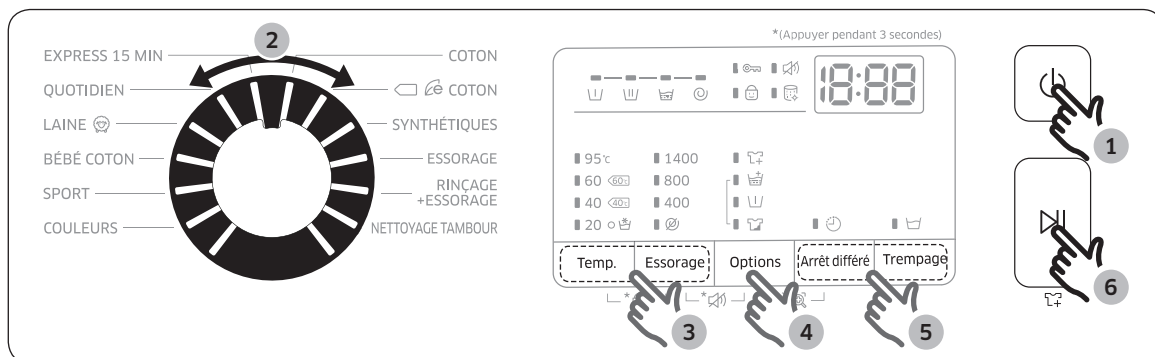 *(Appuyer pendant 3 secondes)
2
EXPRESS 15 MIN
QUOTIDIEN
LAINE
BÉBÉ COTON
SPORT
COULEURS
COTON
COTON
SYNTHÉTIQUES
ESSORAGE
RINÇAGE
+ESSORAGE
NETTOYAGE TAMBOUR
18:88
95℃ 1400
60 60℃ 800
40 40℃ 400
20
Temp. Essorage Options Arrêt différé Trempage
* *
3 4 5
1
6